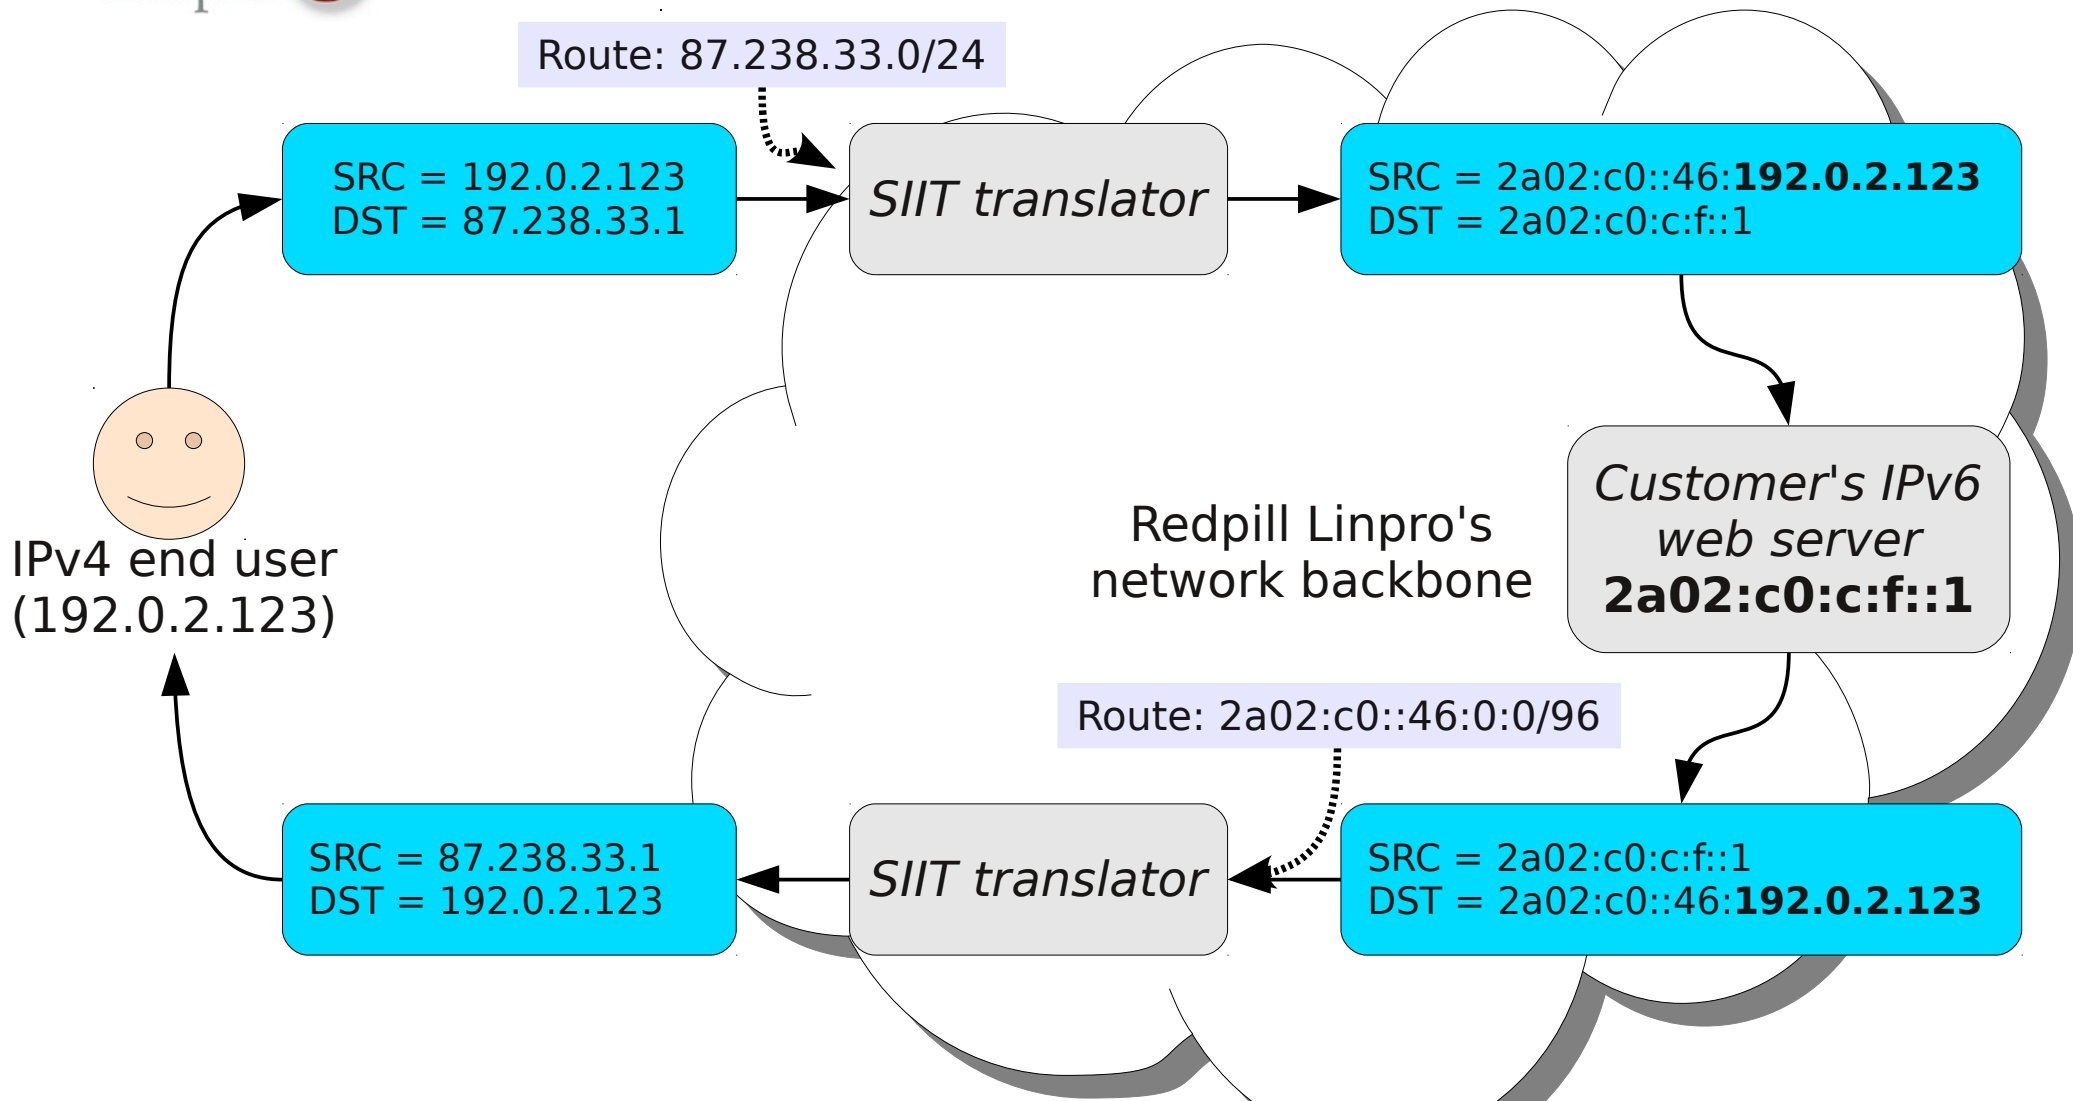 Route: 87.238.33.0/24
SRC = 192.0.2.123
DST = 87.238.33.1
SIIT translator
SRC = 2a02:c0::46:192.0.2.123
DST = 2a02:c0:c:f::1
IPv4 end user
(192.0.2.123)
Redpill Linpro's
network backbone
Customer's IPv6
web server
2a02:c0:c:f::1
Route: 2a02:c0::46:0:0/96
SRC = 87.238.33.1
DST = 192.0.2.123
SIIT translator
SRC = 2a02:c0:c:f::1
DST = 2a02:c0::46:192.0.2.123